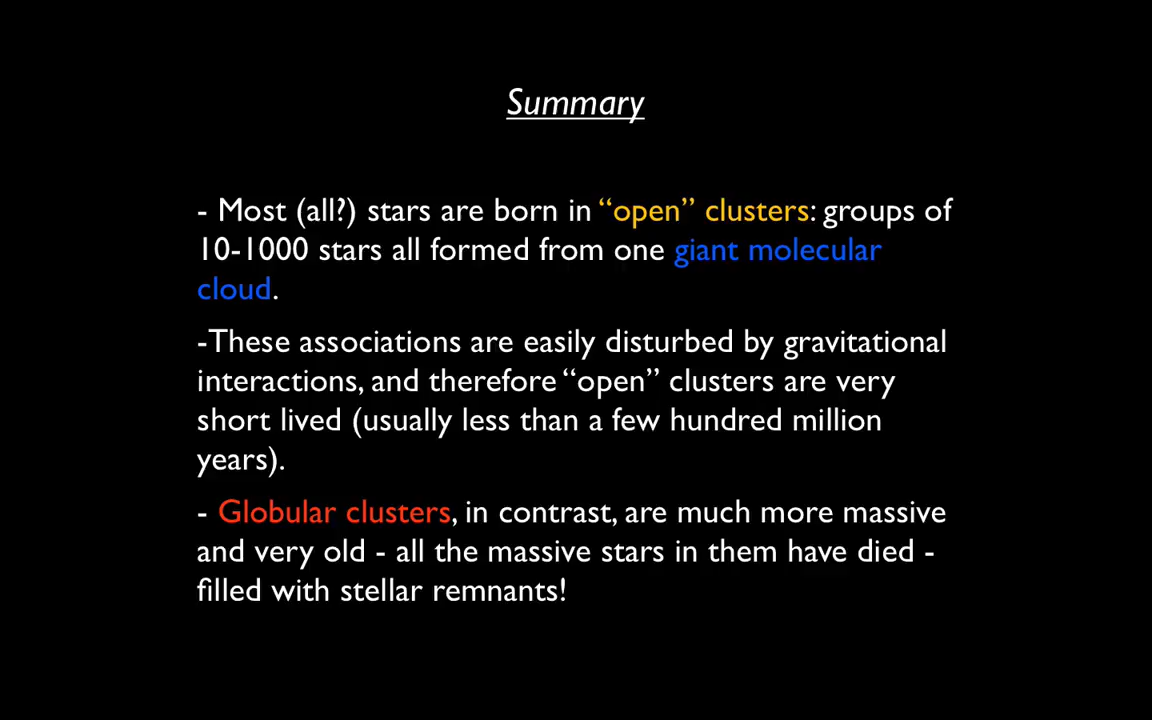 Summary
- Most (all?) stars are born in “open” clusters: groups of
10-1000 stars all formed from one giant molecular
cloud.
-These associations are easily disturbed by gravitational
interactions, and therefore “open” clusters are very
short lived (usually less than a few hundred million
years).
- Globular clusters, in contrast, are much more massive
and very old - all the massive stars in them have died -
filled with stellar remnants!